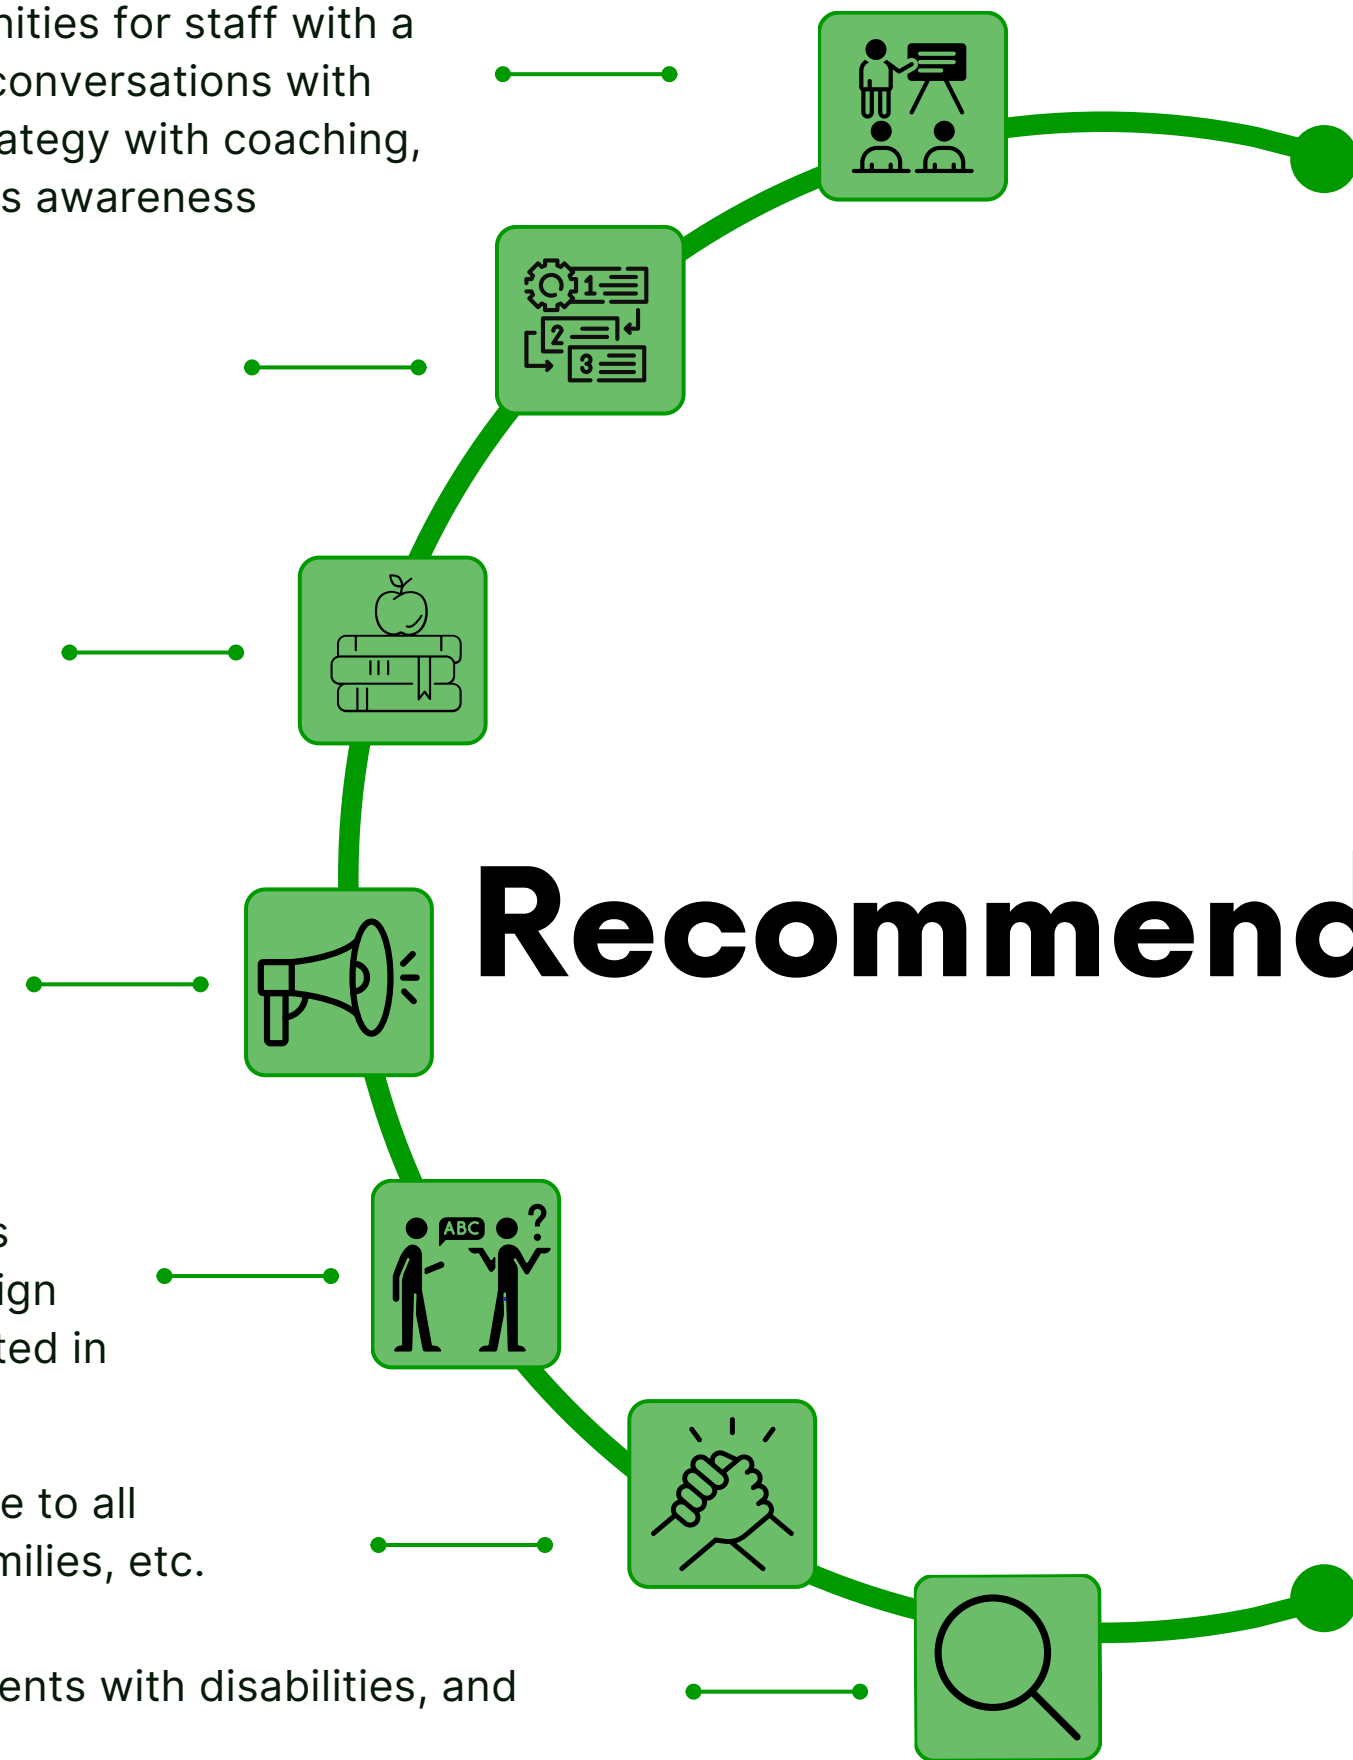 nities for staff with a
conversations with
ategy with coaching,
s awareness
1
2
3
Recommend
ABC
?
s
ign
ted in
e to all
milies, etc.
ents with disabilities, and